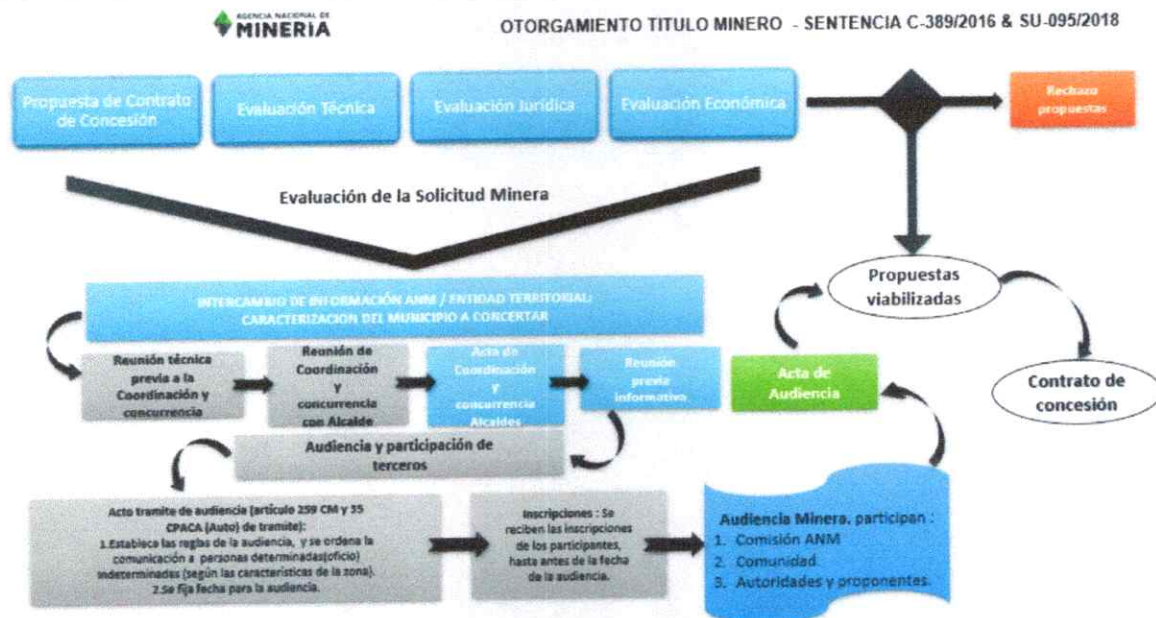 AGENCIA NACIONAL DE
MINERÍA
OTORGAMIENTO TITULO MINERO - SENTENCIA C-389/2016 & SU-095/2018
Propuesta de Contrato
de Concesión
Evaluación Técnica
Evaluación Jurídica
Evaluación Económica
Rechazo
propuestas
Evaluación de la Solicitud Minera
Propuestas
viabilizadas
INTERCAMBIO DE INFORMACIÓN ANM / ENTIDAD TERRITORIAL:
CARACTERIZACION DEL MUNICIPIO A CONCERTAR
Reunión técnica
previa a la
Coordinación y
concurrencia
Reunión de
Coordinación
y
concurrencia
con Alcalde
Acta de
Coordinación
y
concurrencia
Alcaldes
Reunión
previa
informativa
Acta de
Audiencia
Contrato de
concesión
Audiencia y participación de
terceros
Acto tramite de audiencia (artículo 259 CM y 35
CPACA (Auto) de tramite):
1.Establece las reglas de la audiencia, y se ordena la
comunicación a personas determinadas(oficio)
indeterminadas (según las características de la zona).
2.Se fija fecha para la audiencia.
Inscripciones : Se
reciben las inscripciones
de los participantes,
hasta antes de la fecha
de la audiencia.
Audiencia Minera, participan :
1. Comisión ANM
2. Comunidad
3. Autoridades y proponentes.